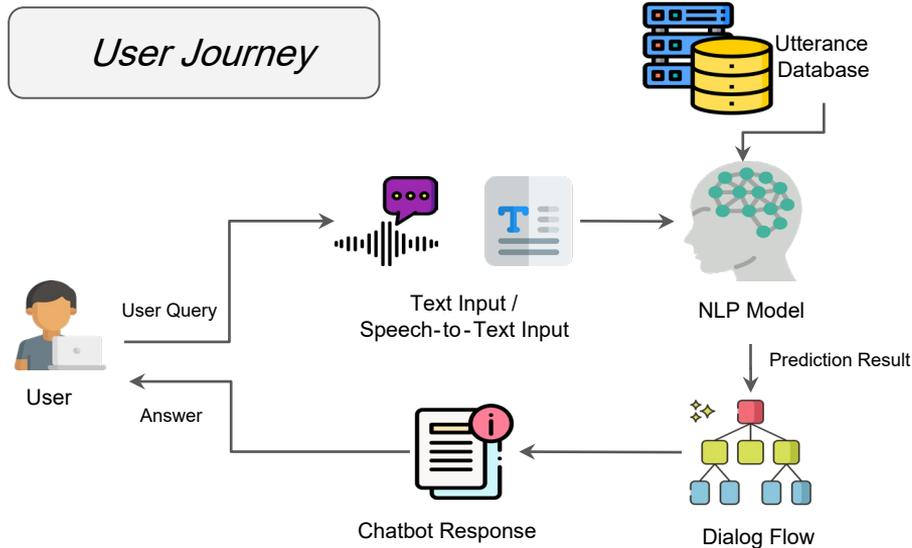 User Journey
Utterance
Database
User Query
Text Input /
Speech-to-Text Input
T
NLP Model
Prediction Result
User
Answer
i
Chatbot Response
Dialog Flow